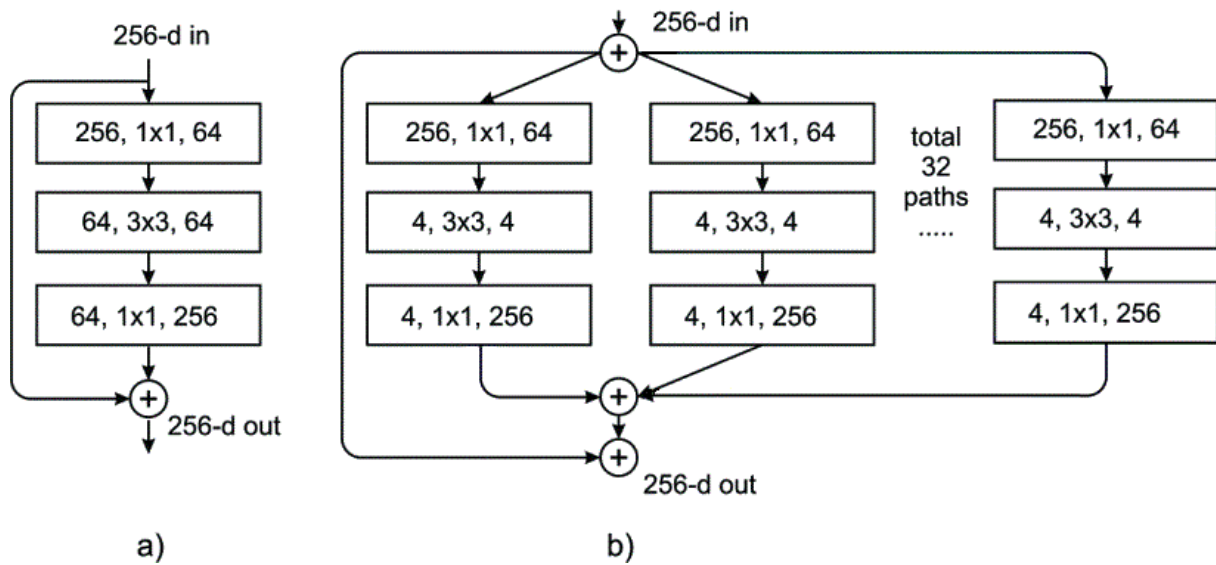 256-d in
256, 1x1, 64
64, 3x3, 64
64, 1x1, 256
+
256-d out
a)
256-d in
+
256, 1x1, 64
4, 3x3, 4
4, 1x1, 256
256, 1x1, 64
4, 3x3, 4
4, 1x1, 256
total
32
paths
.....
256, 1x1, 64
4, 3x3, 4
4, 1x1, 256
+
+
256-d out
b)